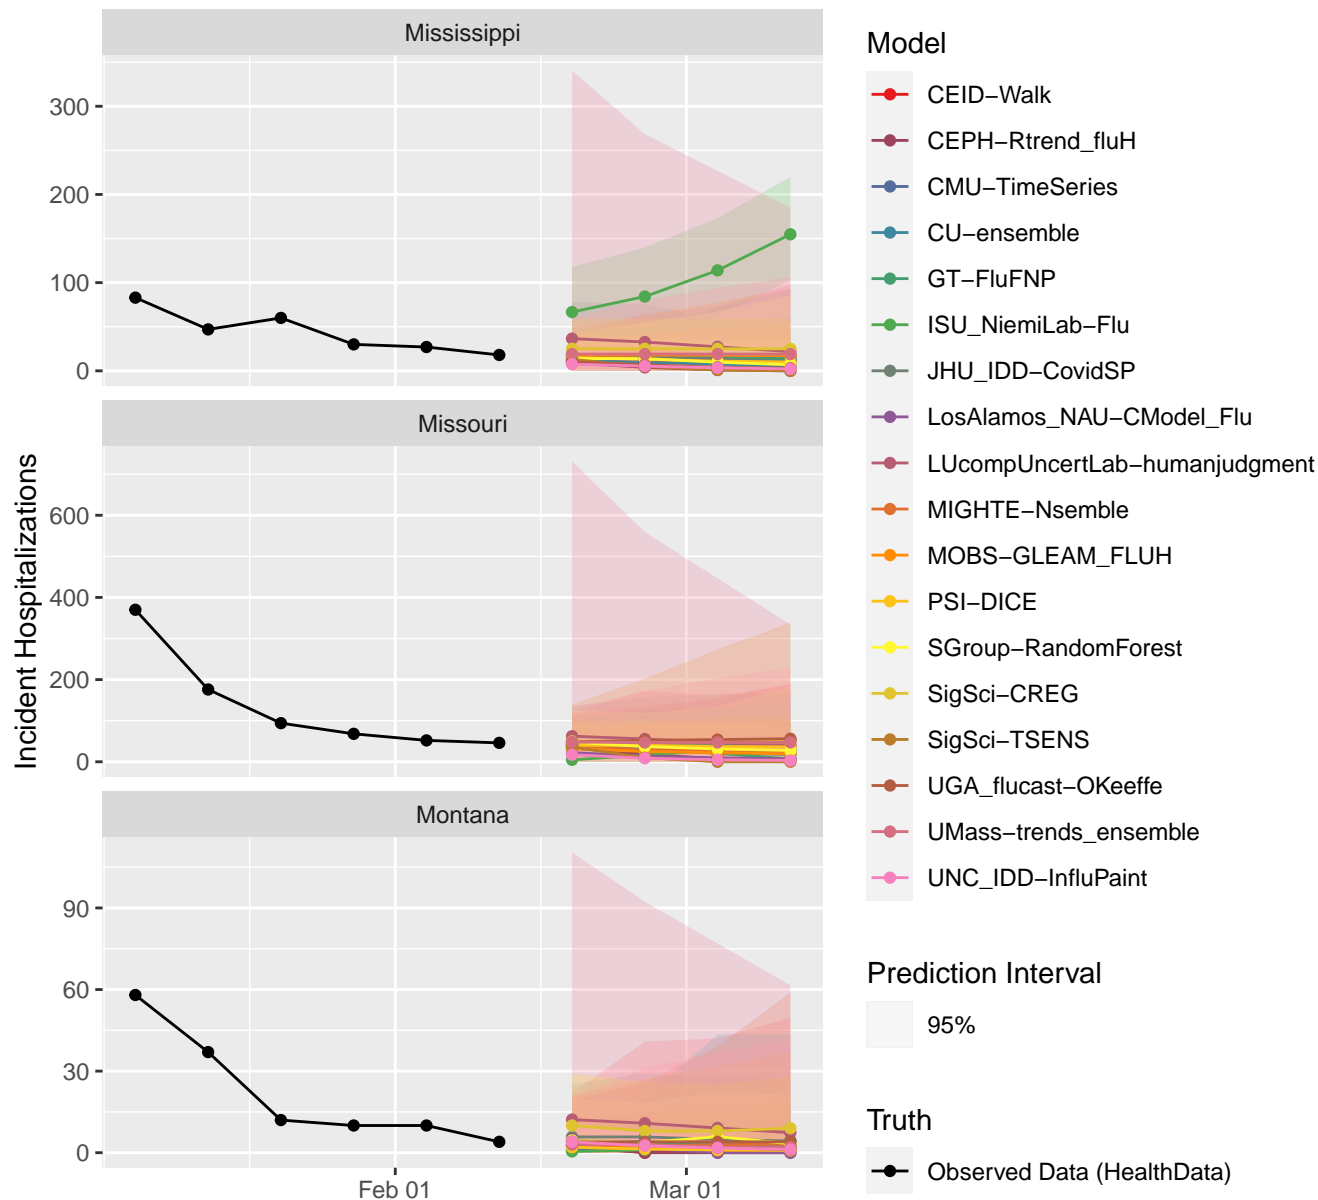 Mississippi
300
200
100
0
Missouri
600
400
200
0
Montana
90
60
30
0
Feb 01
Mar 01
Incident Hospitalizations
Model
CEID−Walk
CEPH−Rtrend_fluH
CMU−TimeSeries
CU−ensemble
GT−FluFNP
ISU_NiemiLab−Flu
JHU_IDD−CovidSP
LosAlamos_NAU−CModel_Flu
LUcompUncertLab−humanjudgment
MIGHTE−Nsemble
MOBS−GLEAM_FLUH
PSI−DICE
SGroup−RandomForest
SigSci−CREG
SigSci−TSENS
UGA_flucast−OKeeffe
UMass−trends_ensemble
UNC_IDD−InfluPaint
Prediction Interval
95%
Truth
Observed Data (HealthData)